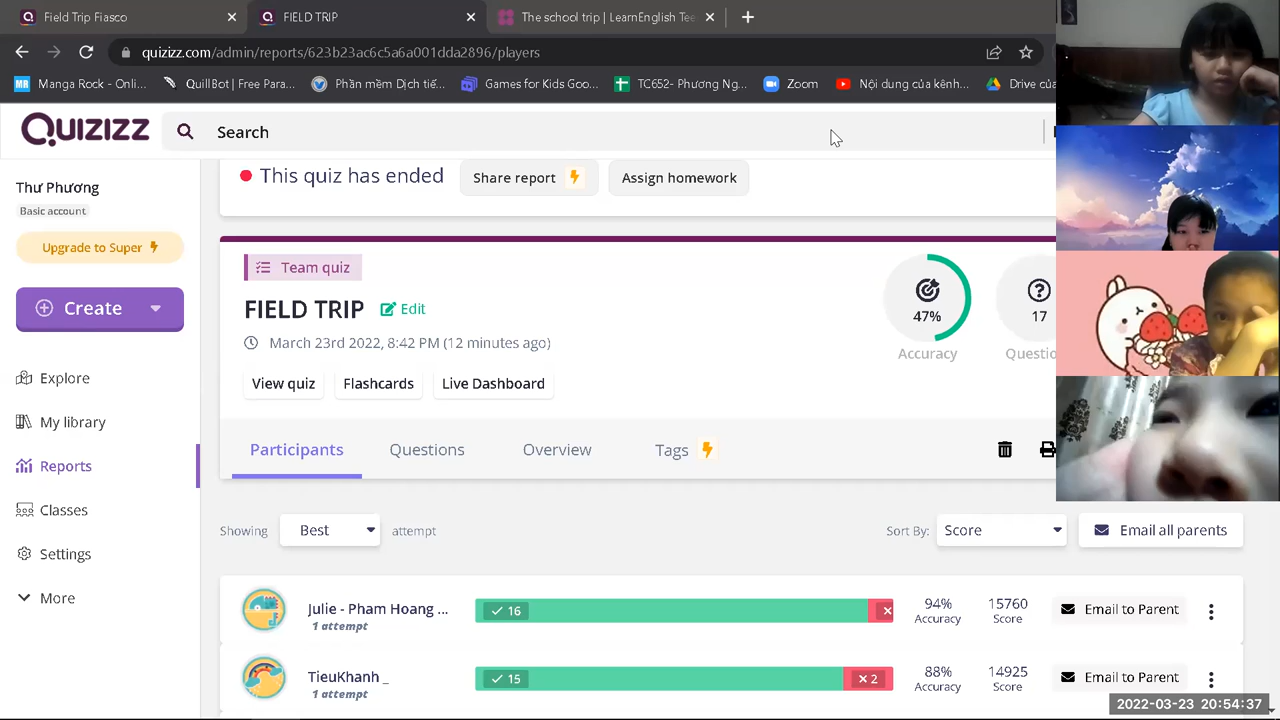 Field Trip Fiasco
FIELD TRIP
The school trip | LearnEnglish Tee
quizizz.com/admin/reports/623b23ac6c5a6a001dda2896/players
MR Manga Rock - Onli...
QuillBot | Free Para...
Phần mềm Dịch tiế...
Games for Kids Goo...
TC652- Phương Ng...
Zoom
Nội dung của kênh...
Drive của
QUIZIZZ
Search
Thư Phương
Basic account
Upgrade to Super
Create
Explore
My library
Reports
Classes
Settings
More
This quiz has ended
Share report
Assign homework
Team quiz
FIELD TRIP
Edit
March 23rd 2022, 8:42 PM (12 minutes ago)
View quiz
Flashcards
Live Dashboard
47%
Accuracy
17
Questio
Participants
Questions
Overview
Tags
Showing
Best
attempt
Sort By:
Score
Email all parents
Julie - Pham Hoang ...
1 attempt
16
94%
Accuracy
15760
Score
Email to Parent
TieuKhanh _
1 attempt
15
2
88%
Accuracy
14925
Score
Email to Parent
2022-03-23 20:54:37